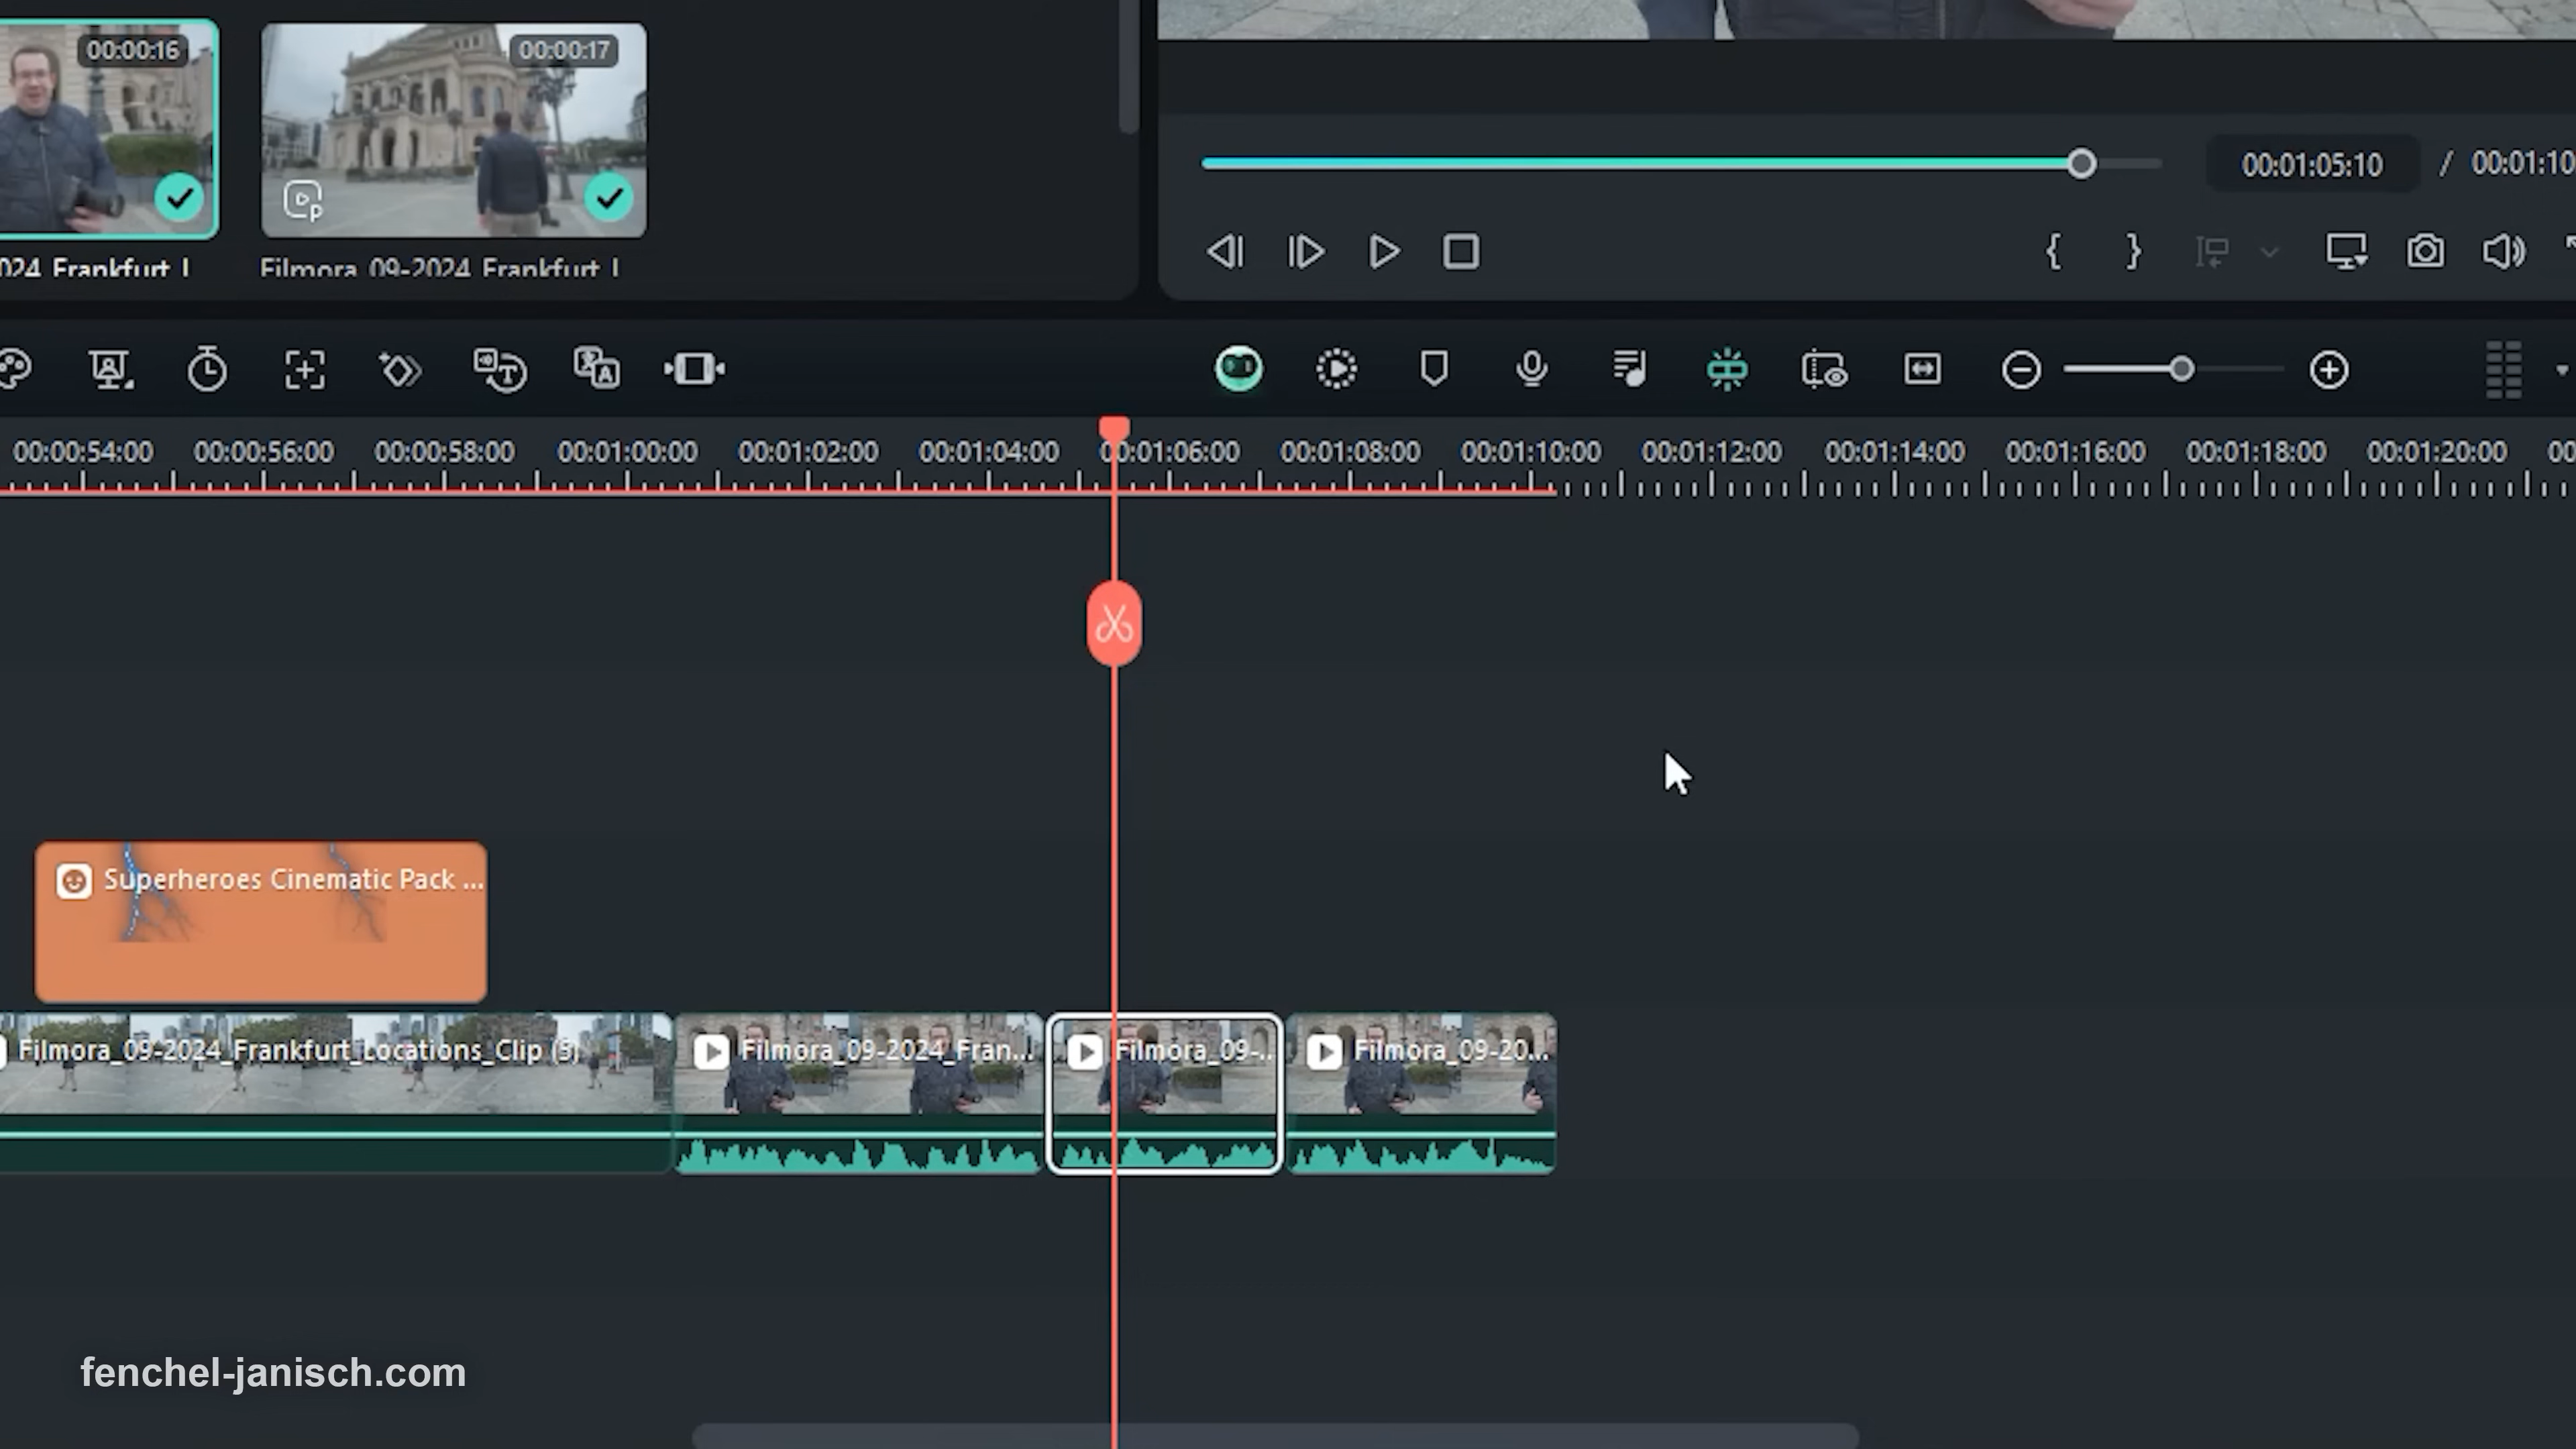 00:00:16
00:00:17
024 Frankfurt
Filmora 09-2024 Frankfurt
00:01:05:10 / 00:01:10
00:00:54:00 00:00:56:00 00:00:58:00 00:01:00:00 00:01:02:00 00:01:04:00 00:01:06:00 00:01:08:00 00:01:10:00 00:01:12:00 00:01:14:00 00:01:16:00 00:01:18:00 00:01:20:00 00
Superheroes Cinematic Pack ...
Filmora_09-2024_Frankfurt_Locations_Clip (5) Filmora_09-2024_Fran... Filmora_09-... Filmora_09-20...
fenchel-janisch.com